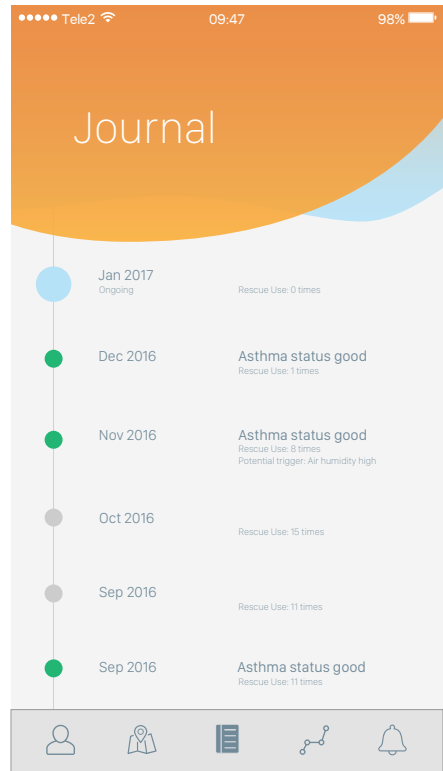 Tele2 09:47 98%
Journal
Jan 2017
Ongoing Rescue Use: 0 times
Dec 2016 Asthma status good
Rescue Use: 1 times
Nov 2016 Asthma status good
Rescue Use: 8 times
Potential trigger: Air humidity high
Oct 2016
Rescue Use: 15 times
Sep 2016
Rescue Use: 11 times
Sep 2016 Asthma status good
Rescue Use: 11 times